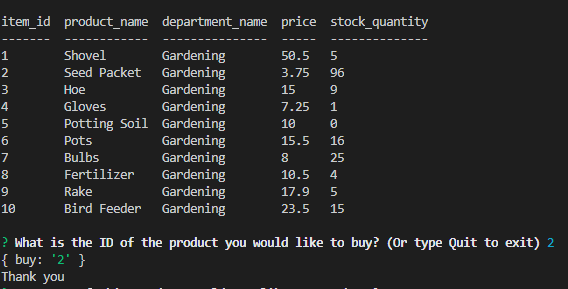 item_id  product_name  department_name  price  stock_quantity
-------  ------------  ---------------  -----  --------------
1        Shovel        Gardening        50.5   5
2        Seed Packet   Gardening        3.75   96
3        Hoe           Gardening        15     9
4        Gloves        Gardening        7.25   1
5        Potting Soil  Gardening        10     0
6        Pots          Gardening        15.5   16
7        Bulbs         Gardening        8      25
8        Fertilizer    Gardening        10.5   4
9        Rake          Gardening        17.9   5
10       Bird Feeder   Gardening        23.5   15
? What is the ID of the product you would like to buy? (Or type Quit to exit) 2
{ buy: '2' }
Thank you